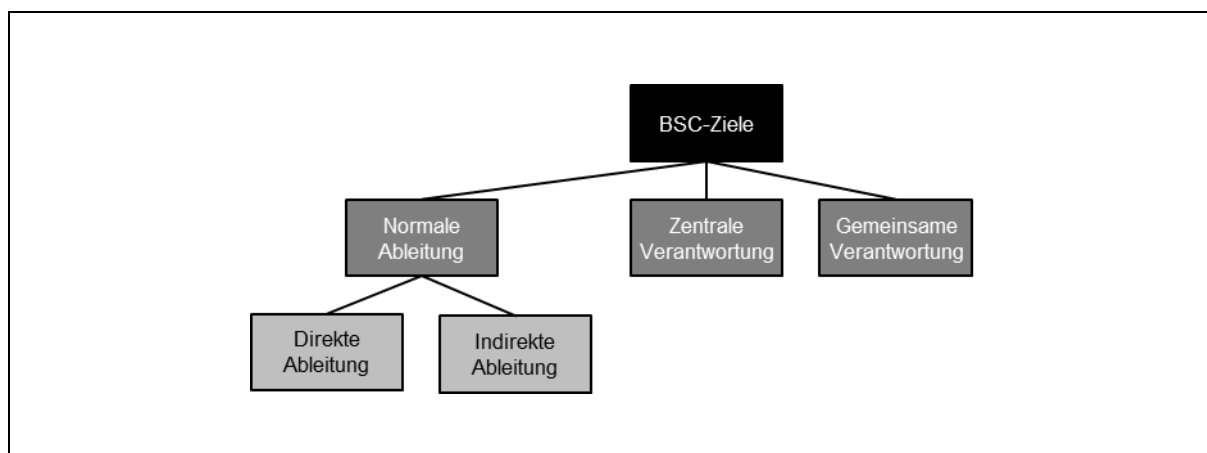 BSC-Ziele
Normale
Ableitung
Zentrale
Verantwortung
Gemeinsame
Verantwortung
Direkte
Ableitung
Indirekte
Ableitung